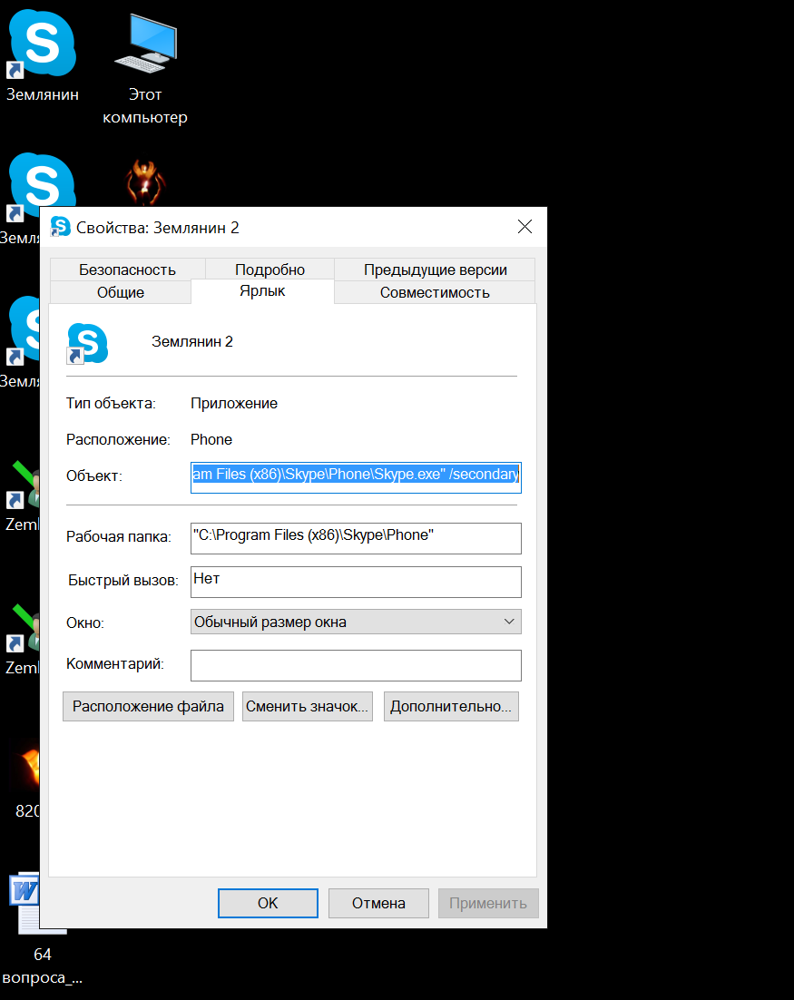 Землянин
Этот
компьютер
Земля
Свойства: Землянин 2
Безопасность
Подробно
Предыдущие версии
Общие
Ярлык
Совместимость
Землянин 2
Тип объекта:
Приложение
Расположение:
Phone
Объект:
am Files (x86)\Skype\Phone\Skype.exe" /secondary
Рабочая папка:
"C:\Program Files (x86)\Skype\Phone"
Быстрый вызов:
Нет
Окно:
Обычный размер окна
Комментарий:
Расположение файла
Сменить значок...
Дополнительно...
OK
Отмена
Применить
Земля
Zeml
Zeml
820
64
вопроса_...